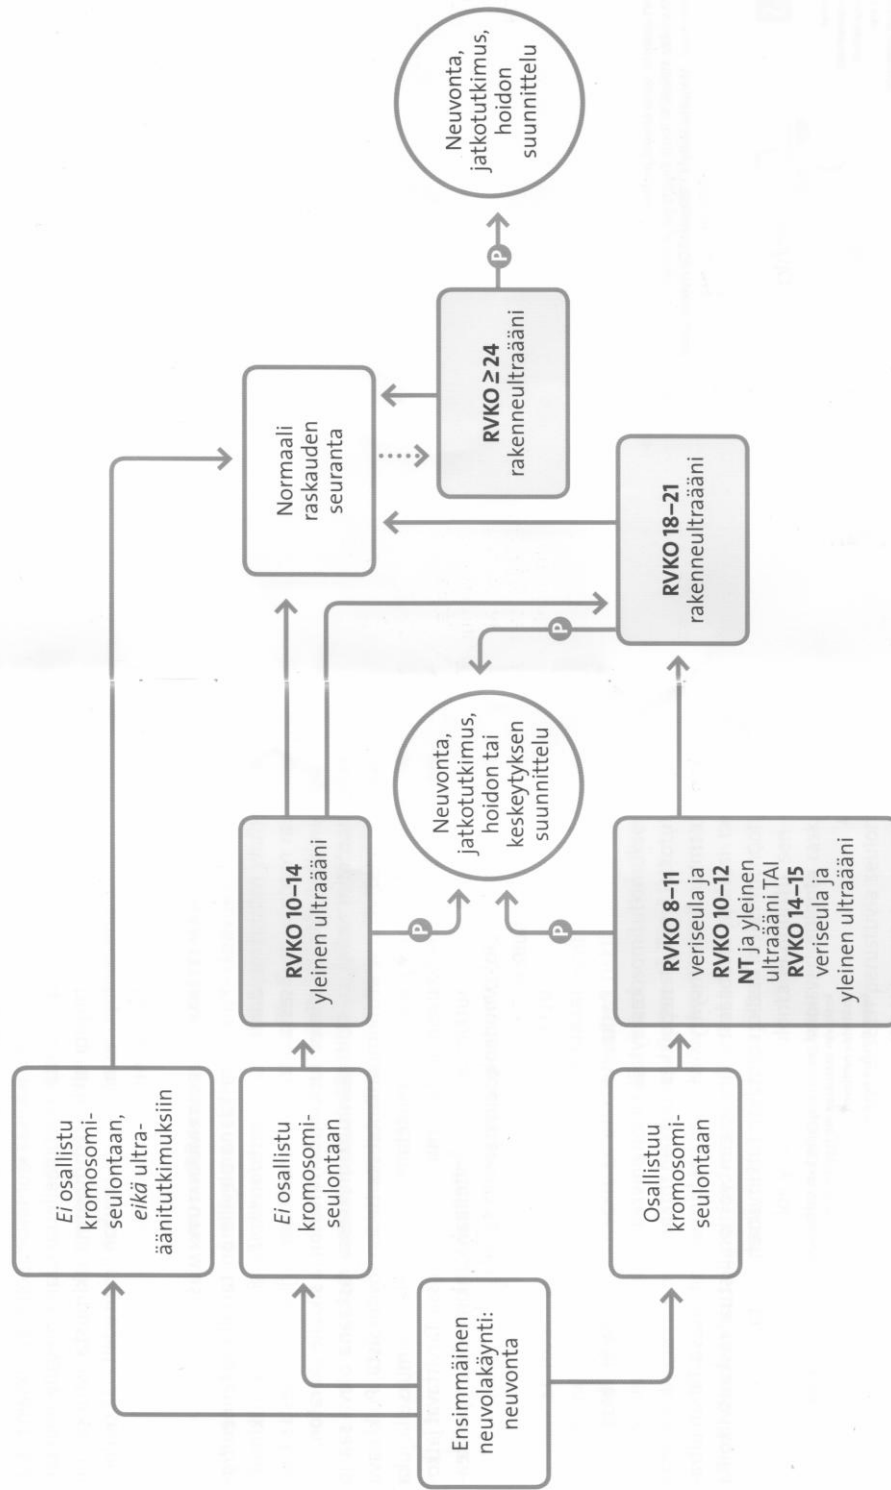 Ensimmäinen
neuvolakäynti:
neuvonta
Ei osallistu
kromosomi-
seulontaan,
eikä ultra-
äänitutkimuksiin
Ei osallistu
kromosomi-
seulontaan
Osallistuu
kromosomi-
seulontaan
RVKO 10–14
yleinen ultraääni
P
Neuvonta,
jatkotutkimus,
hoidon tai
keskeytyksen
suunnittelu
P
RVKO 8–11
veriseula ja
RVKO 10–12
NT ja yleinen
ultraääni TAI
RVKO 14–15
veriseula ja
yleinen ultraääni
P
Normaali
raskauden
seuranta
RVKO ≥ 24
rakenneultraääni
RVKO 18–21
rakenneultraääni
P
Neuvonta,
jatkotutkimus,
hoidon
suunnittelu